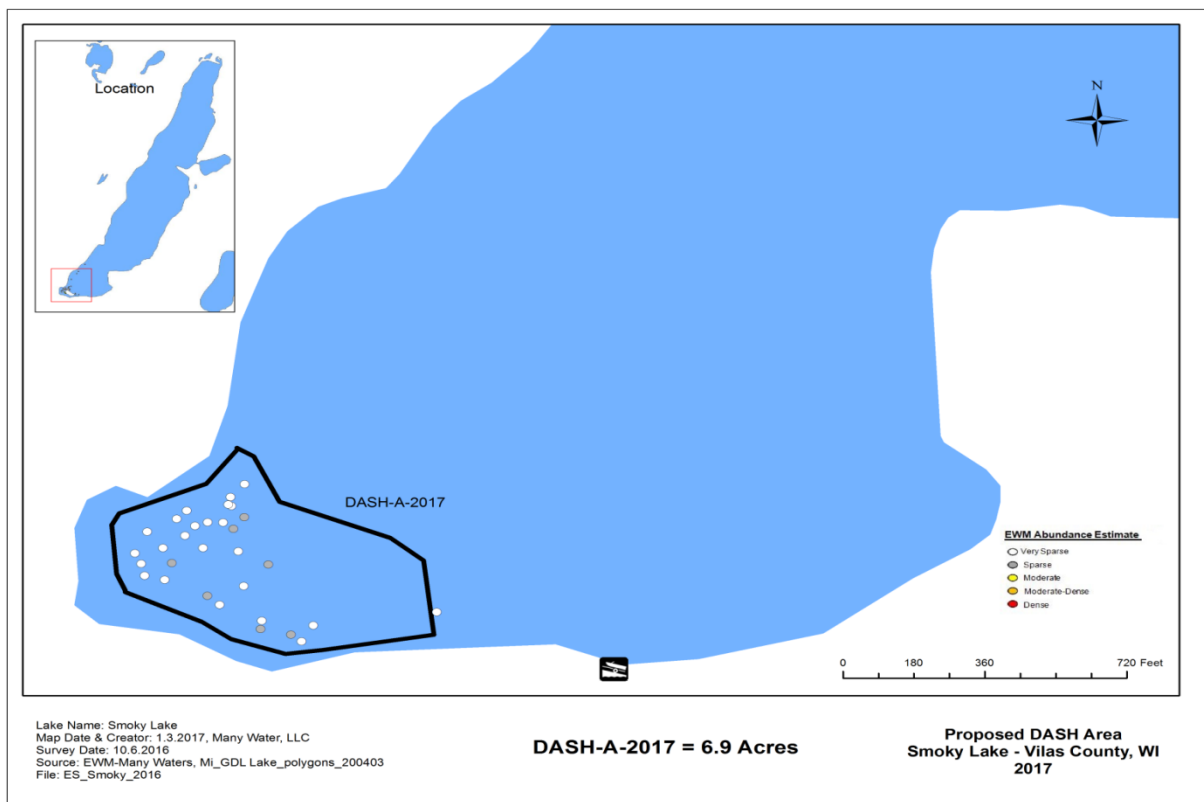 Location
N
DASH-A-2017
EWM Abundance Estimate
Very Sparse
Sparse
Moderate
Moderate-Dense
Dense
0 180 360 720 Feet
Lake Name: Smoky Lake
Map Date & Creator: 1.3.2017, Many Water, LLC
Survey Date: 10.6.2016
Source: EWM-Many Waters, Mi_GDL Lake_polygons_200403
File: ES_Smoky_2016
DASH-A-2017 = 6.9 Acres
Proposed DASH Area
Smoky Lake - Vilas County, WI
2017